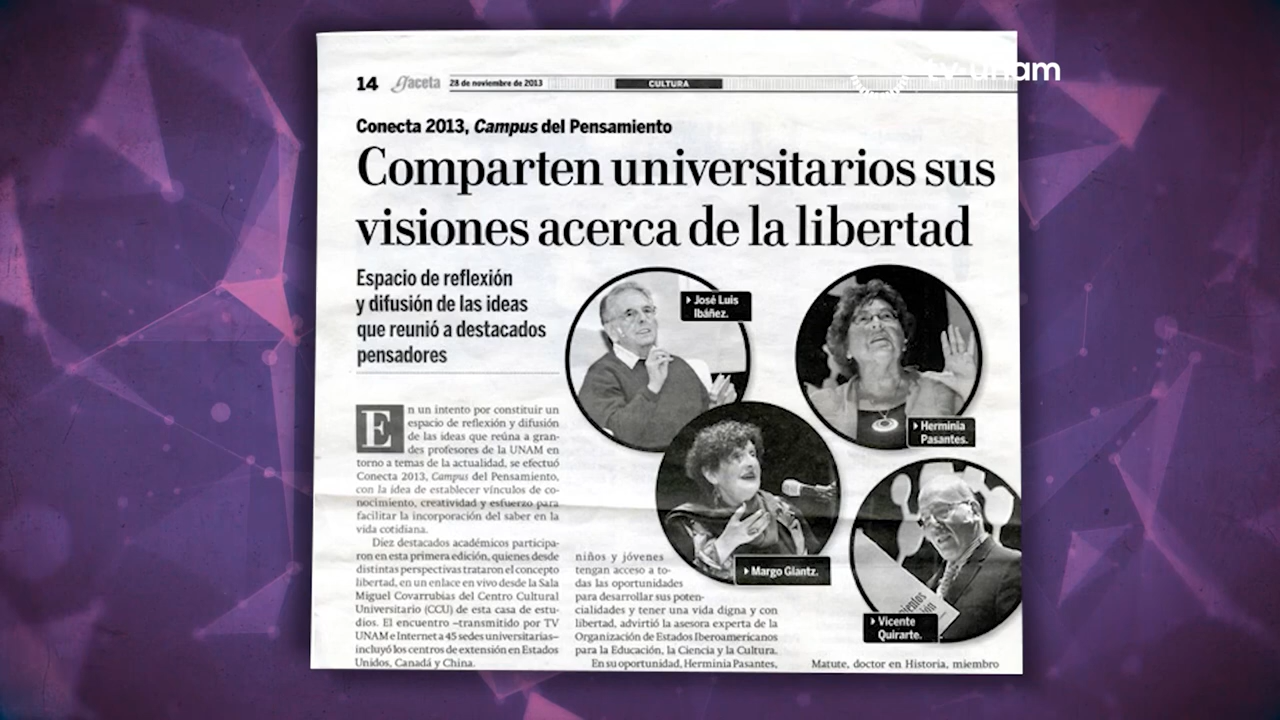 tv unam
14 gaceta 28 de noviembre de 2013 CULTURA
Conecta 2013, Campus del Pensamiento
Comparten universitarios sus
visiones acerca de la libertad
Espacio de reflexión
y difusión de las ideas
que reunió a destacados
pensadores
José Luis
Ibáñez.
Herminia
Pasantes.
Margo Glantz.
Vicente
Quirarte.
En un intento por constituir un
espacio de reflexión y difusión
de las ideas que reúna a gran-
des profesores de la UNAM en
torno a temas de la actualidad, se efectuó
Conecta 2013, Campus del Pensamiento,
con la idea de establecer vínculos de co-
nocimiento, creatividad y esfuerzo para
facilitar la incorporación del saber en la
vida cotidiana.
Diez destacados académicos participa-
ron en esta primera edición, quienes desde
distintas perspectivas trataron el concepto
libertad, en un enlace en vivo desde la Sala
Miguel Covarrubias del Centro Cultural
Universitario (CCU) de esta casa de estu-
dios. El encuentro –transmitido por TV
UNAM e Internet a 45 sedes universitarias–
incluyó los centros de extensión en Estados
Unidos, Canadá y China.
niños y jóvenes
tengan acceso a to-
das las oportunidades
para desarrollar sus poten-
cialidades y tener una vida digna y con
libertad, advirtió la asesora experta de la
Organización de Estados Iberoamericanos
para la Educación, la Ciencia y la Cultura.
En su oportunidad, Herminia Pasantes,
Matute, doctor en Historia, miembro